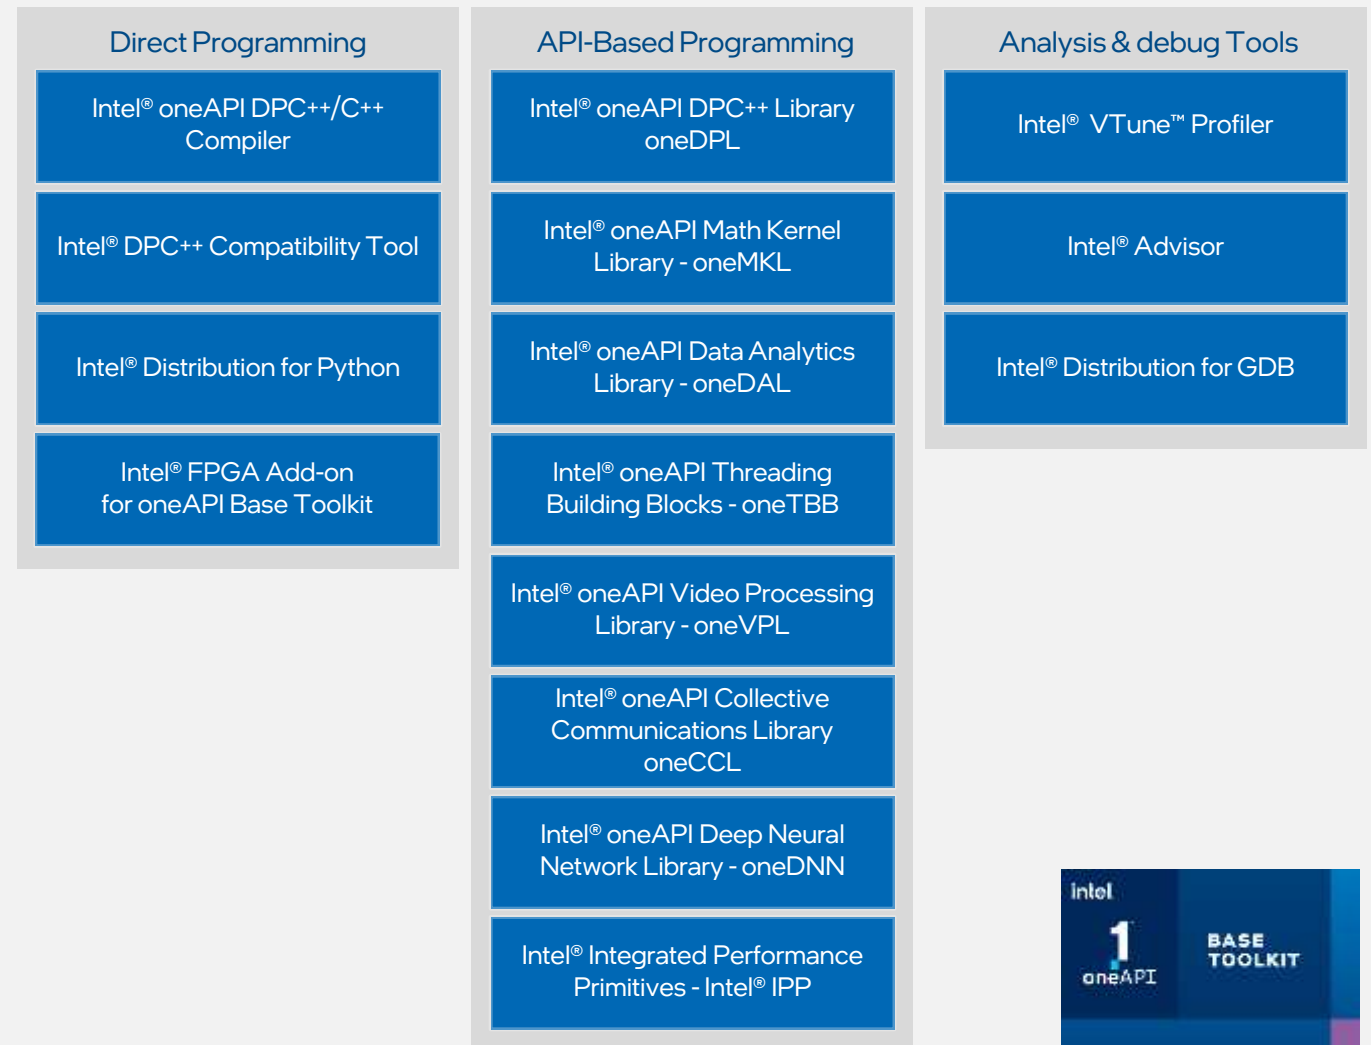 Direct Programming
Intel® oneAPI DPC++/C++
Compiler
Intel® DPC++ Compatibility Tool
Intel® Distribution for Python
Intel® FPGA Add-on
for oneAPI Base Toolkit
API-Based Programming
Intel® oneAPI DPC++ Library
oneDPL
Intel® oneAPI Math Kernel
Library - oneMKL
Intel® oneAPI Data Analytics
Library - oneDAL
Intel® oneAPI Threading
Building Blocks - oneTBB
Intel® oneAPI Video Processing
Library - oneVPL
Intel® oneAPI Collective
Communications Library
oneCCL
Intel® oneAPI Deep Neural
Network Library - oneDNN
Intel® Integrated Performance
Primitives - Intel® IPP
Analysis & debug Tools
Intel® VTune™ Profiler
Intel® Advisor
Intel® Distribution for GDB
intel
1
oneAPI
BASE
TOOLKIT